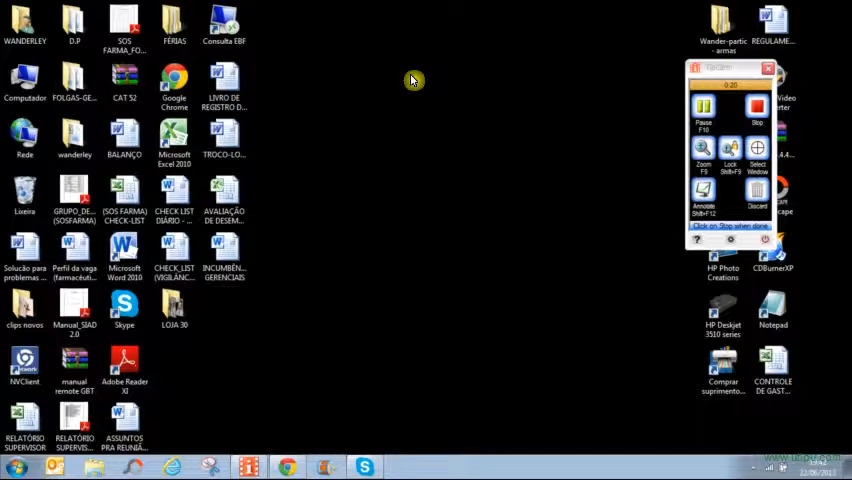 WANDERLEY
D.P
SOS
FARMA_FO...
FÉRIAS
Consulta EBF
Computador
FOLGAS-GE...
CAT 52
Google
Chrome
LIVRO DE
REGISTRO D...
Rede
wanderley
BALANÇO
Microsoft
Excel 2010
TROCO-LO...
Lixeira
GRUPO_DE...
(SOSFARMA)
(SOS FARMA)
CHECK-LIST
CHECK LIST
DIÁRIO - ...
AVALIAÇÃO
DE DESEM...
Solucão para
problemas ...
Perfil da vaga
(farmacêuti...
Microsoft
Word 2010
CHECK_LIST
(VIGILÂNC...
INCUMBÊN...
GERENCIAIS
clips novos
Manual_SIAD
2.0
Skype
LOJA 30
NVClient
manual
remote GBT
Adobe Reader
XI
RELATÓRIO
SUPERVISOR
RELATÓRIO
SUPERVIS...
ASSUNTOS
PRA REUNIÃ...
Wander-partic
- armas
REGULAME...
0:20
Pause
F10
Stop
Zoom
F9
Lock
Shift+F9
Select
Window
Annotate
Shift+F12
Discard
Click on Stop when done
HP Photo
Creations
CDBurnerXP
HP Deskjet
3510 series
Notepad
Comprar
suprimento...
CONTROLE
DE GAST...